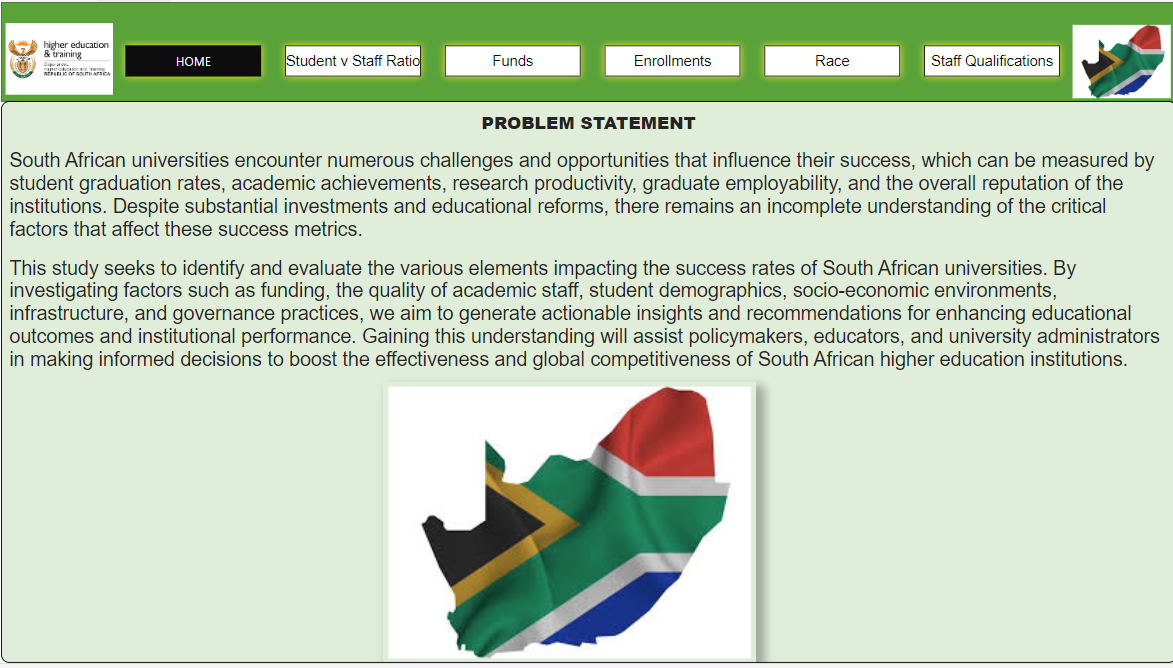 higher education
& training
Department:
Higher Education and Training
REPUBLIC OF SOUTH AFRICA
HOME
Student v Staff Ratio
Funds
Enrollments
Race
Staff Qualifications
PROBLEM STATEMENT
South African universities encounter numerous challenges and opportunities that influence their success, which can be measured by
student graduation rates, academic achievements, research productivity, graduate employability, and the overall reputation of the
institutions. Despite substantial investments and educational reforms, there remains an incomplete understanding of the critical
factors that affect these success metrics.
This study seeks to identify and evaluate the various elements impacting the success rates of South African universities. By
investigating factors such as funding, the quality of academic staff, student demographics, socio-economic environments,
infrastructure, and governance practices, we aim to generate actionable insights and recommendations for enhancing educational
outcomes and institutional performance. Gaining this understanding will assist policymakers, educators, and university administrators
in making informed decisions to boost the effectiveness and global competitiveness of South African higher education institutions.